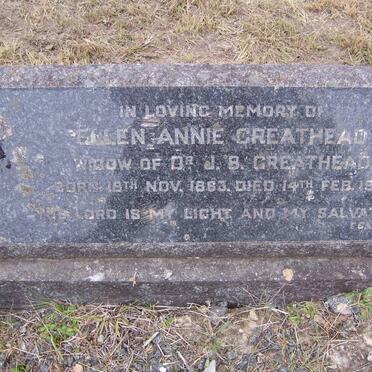 IN LOVING MEMORY OF
ELLEN ANNIE GREATHEAD
WIDOW OF DR J. B. GREATHEAD
BORN 18TH NOV. 1863. DIED 14TH FEB.
THE LORD IS MY LIGHT AND MY